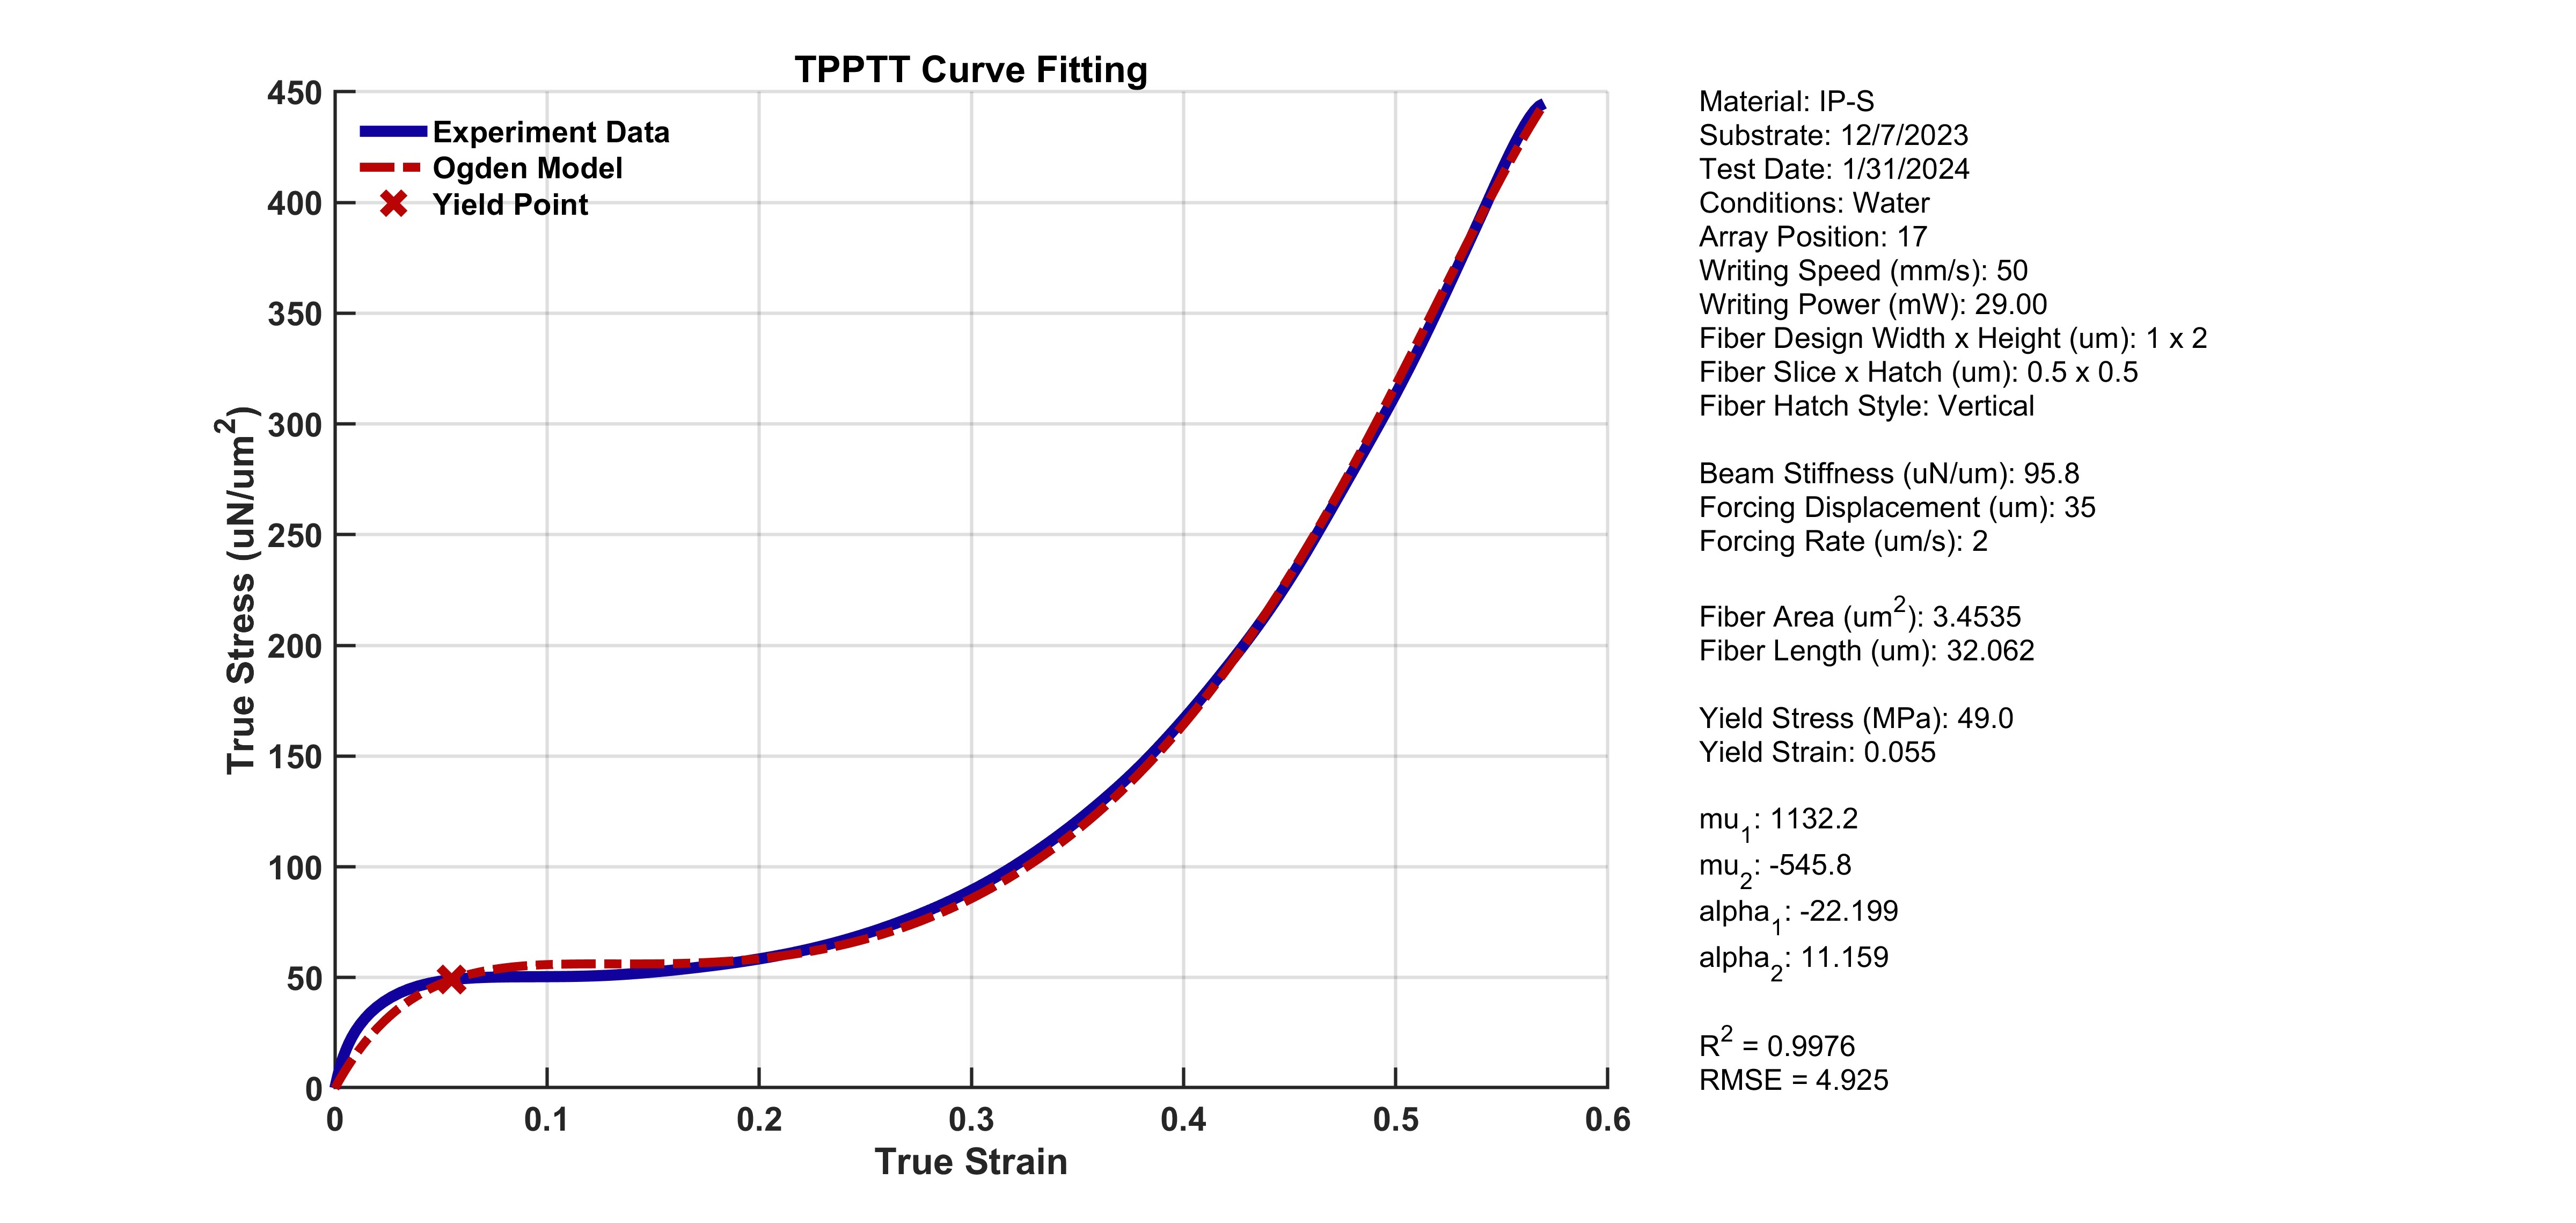 TPPTT Curve Fitting
Experiment Data
Ogden Model
Yield Point
True Stress (uN/um²)
450
400
350
300
250
200
150
100
50
0
0 0.1 0.2 0.3 0.4 0.5 0.6
True Strain
Material: IP-S
Substrate: 12/7/2023
Test Date: 1/31/2024
Conditions: Water
Array Position: 17
Writing Speed (mm/s): 50
Writing Power (mW): 29.00
Fiber Design Width x Height (um): 1 x 2
Fiber Slice x Hatch (um): 0.5 x 0.5
Fiber Hatch Style: Vertical
Beam Stiffness (uN/um): 95.8
Forcing Displacement (um): 35
Forcing Rate (um/s): 2
Fiber Area (um²): 3.4535
Fiber Length (um): 32.062
Yield Stress (MPa): 49.0
Yield Strain: 0.055
mu₁: 1132.2
mu₂: -545.8
alpha₁: -22.199
alpha₂: 11.159
R² = 0.9976
RMSE = 4.925